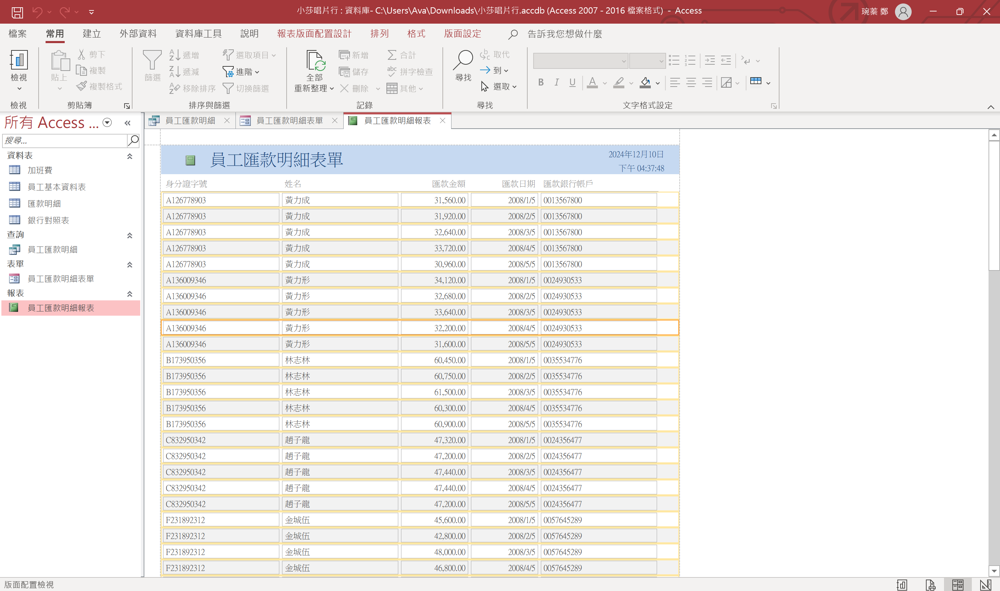 小莎唱片行 : 資料庫- C:\Users\Ava\Downloads\小莎唱片行.accdb (Access 2007 - 2016 檔案格式) - Access
琬蓁 鄭
檔案 常用 建立 外部資料 資料庫工具 說明 報表版面配置設計 排列 格式 版面設定 告訴我您想做什麼
檢視
檢視
貼上
剪下
複製
複製格式
剪貼簿
篩選
遞增
遞減
移除排序
選取項目
進階
切換篩選
排序與篩選
全部
重新整理
新增
儲存
刪除
合計
拼字檢查
其他
記錄
尋找
取代
到
選取
尋找
B I U A
文字格式設定
所有 Access ...
搜尋...
資料表
加班費
員工基本資料表
匯款明細
銀行對照表
查詢
員工匯款明細
表單
員工匯款明細表單
報表
員工匯款明細報表
員工匯款明細 員工匯款明細表單 員工匯款明細報表
員工匯款明細表單
2024年12月10日
下午 04:37:48
身分證字號 姓名 匯款金額 匯款日期 匯款銀行帳戶
A126778903 黃力成 31,560.00 2008/1/5 0013567800
A126778903 黃力成 31,920.00 2008/2/5 0013567800
A126778903 黃力成 32,640.00 2008/3/5 0013567800
A126778903 黃力成 33,720.00 2008/4/5 0013567800
A126778903 黃力成 30,960.00 2008/5/5 0013567800
A136009346 黃力形 34,120.00 2008/1/5 0024930533
A136009346 黃力形 32,680.00 2008/2/5 0024930533
A136009346 黃力形 33,640.00 2008/3/5 0024930533
A136009346 黃力形 32,200.00 2008/4/5 0024930533
A136009346 黃力形 31,600.00 2008/5/5 0024930533
B173950356 林志林 60,450.00 2008/1/5 0035534776
B173950356 林志林 60,750.00 2008/2/5 0035534776
B173950356 林志林 61,500.00 2008/3/5 0035534776
B173950356 林志林 60,300.00 2008/4/5 0035534776
B173950356 林志林 60,900.00 2008/5/5 0035534776
C832950342 趙子龍 47,320.00 2008/1/5 0024356477
C832950342 趙子龍 47,200.00 2008/2/5 0024356477
C832950342 趙子龍 47,440.00 2008/3/5 0024356477
C832950342 趙子龍 47,440.00 2008/4/5 0024356477
C832950342 趙子龍 47,200.00 2008/5/5 0024356477
F231892312 金城伍 45,600.00 2008/1/5 0057645289
F231892312 金城伍 42,800.00 2008/2/5 0057645289
F231892312 金城伍 48,000.00 2008/3/5 0057645289
F231892312 金城伍 46,800.00 2008/4/5 0057645289
版面配置檢視